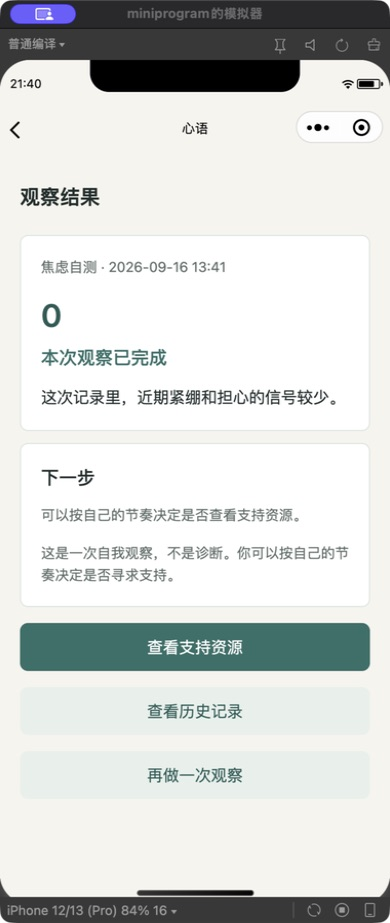 miniprogram的模拟器
普通编译
21:40
心语
观察结果
焦虑自测 · 2026-09-16 13:41
0
本次观察已完成
这次记录里，近期紧绷和担心的信号较少。
下一步
可以按自己的节奏决定是否查看支持资源。
这是一次自我观察，不是诊断。你可以按自己的节
奏决定是否寻求支持。
查看支持资源
查看历史记录
再做一次观察
iPhone 12/13 (Pro) 84% 16